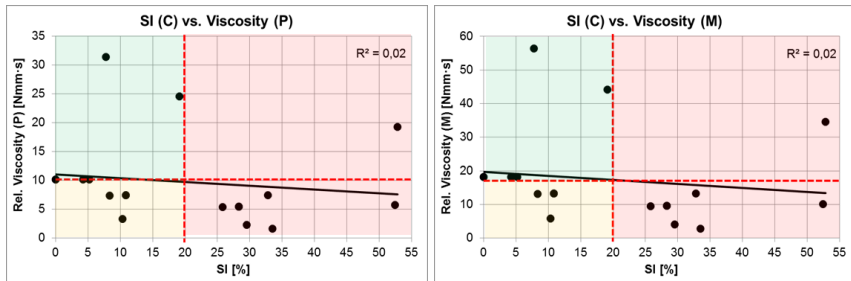 SI (C) vs. Viscosity (P)
R² = 0,02
Rel. Viscosity (P) [Nmm·s]
35
30
25
20
15
10
5
0
0 5 10 15 20 25 30 35 40 45 50 55
SI [%]
SI (C) vs. Viscosity (M)
R² = 0,02
Rel. Viscosity (M) [Nmm·s]
60
50
40
30
20
10
0
0 5 10 15 20 25 30 35 40 45 50 55
SI [%]